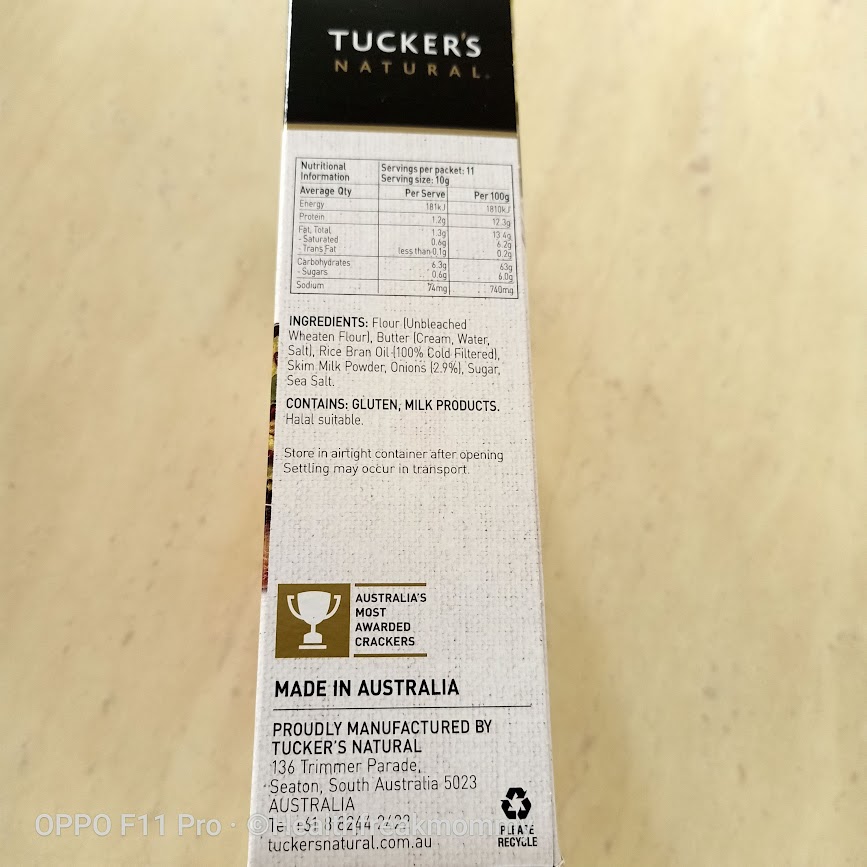 TUCKER'S
NATURAL.
Nutritional Information
Servings per packet: 11
Serving size: 10g
Average Qty Per Serve Per 100g
Energy 181kJ 1810kJ
Protein 1.2g 12.3g
Fat, Total 1.3g 13.4g
- Saturated 0.6g 6.2g
- Trans Fat less than 0.1g 0.2g
Carbohydrates 6.3g 63g
- Sugars 0.6g 6.0g
Sodium 74mg 740mg
INGREDIENTS: Flour (Unbleached
Wheaten Flour), Butter (Cream, Water,
Salt), Rice Bran Oil (100% Cold Filtered),
Skim Milk Powder, Onions (2.9%), Sugar,
Sea Salt.
CONTAINS: GLUTEN, MILK PRODUCTS.
Halal suitable.
Store in airtight container after opening
Settling may occur in transport.
AUSTRALIA'S
MOST
AWARDED
CRACKERS
MADE IN AUSTRALIA
PROUDLY MANUFACTURED BY
TUCKER'S NATURAL
136 Trimmer Parade,
Seaton, South Australia 5023
AUSTRALIA
Tel +61 8 8244
tuckersnatural.com.au
PLEASE
RECYCLE
OPPO F11 Pro · ©